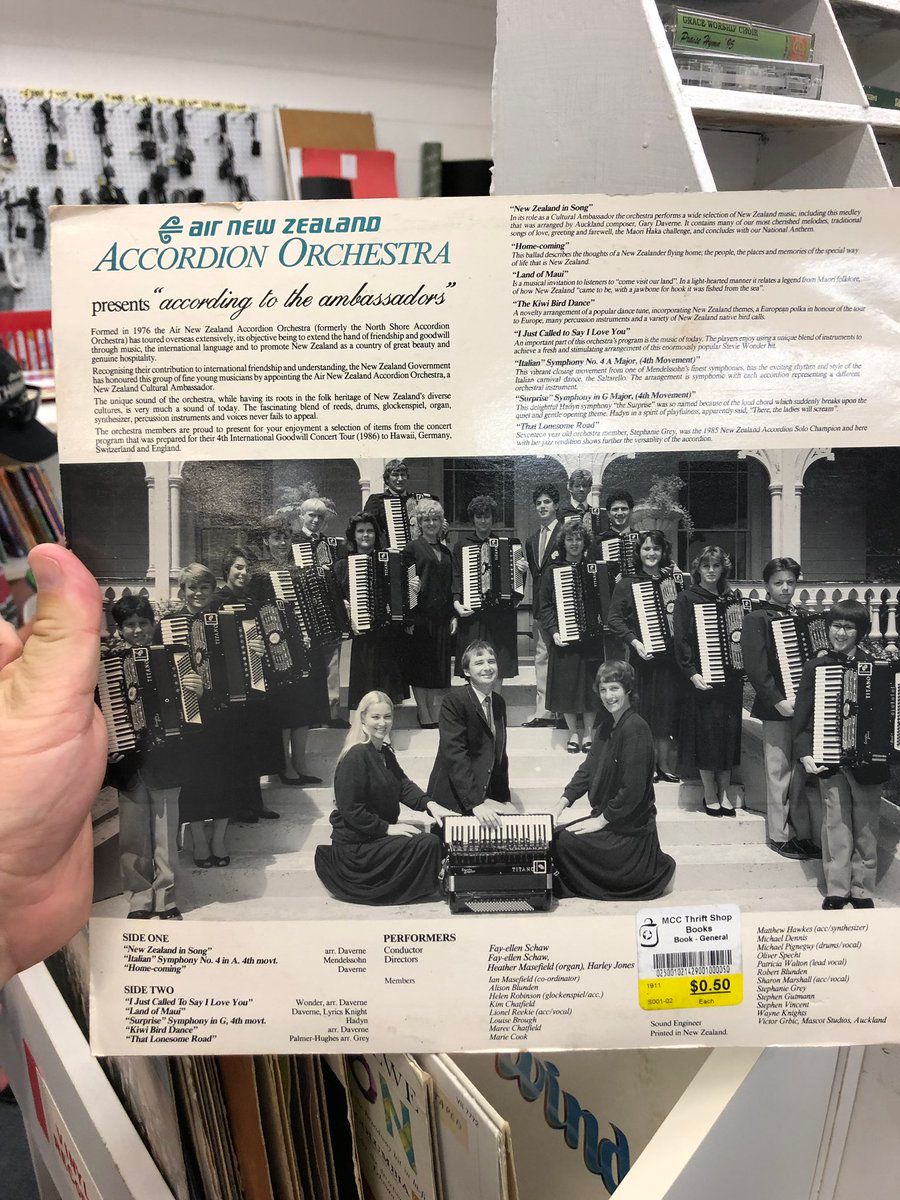 GRACE WORSHIP CHOIR
Praise Hymn '95
AIR NEW ZEALAND
ACCORDION ORCHESTRA
presents "according to the ambassadors"
Formed in 1976 the Air New Zealand Accordion Orchestra (formerly the North Shore Accordion
Orchestra) has toured overseas extensively, its objective being to extend the hand of friendship and goodwill
through music, the international language and to promote New Zealand as a country of great beauty and
genuine hospitality.
Recognising their contribution to international friendship and understanding, the New Zealand Government
has honoured this group of fine young musicians by appointing the Air New Zealand Accordion Orchestra, a
New Zealand Cultural Ambassador.
The unique sound of the orchestra, while having its roots in the folk heritage of New Zealand's diverse
cultures, is very much a sound of today. The fascinating blend of reeds, drums, glockenspiel, organ,
synthesizer, percussion instruments and voices never fails to appeal.
The orchestra members are proud to present for your enjoyment a selection of items from the concert
program that was prepared for their 4th International Goodwill Concert Tour (1986) to Hawaii, Germany,
Switzerland and England.
"New Zealand in Song"
In its role as a Cultural Ambassador the orchestra performs a wide selection of New Zealand music, including this medley
that was arranged by Auckland composer, Gary Daverne. It contains many of our most cherished melodies, traditional
songs of love, greeting and farewell, the Maori Haka challenge, and concludes with our National Anthem.
"Home-coming"
This ballad describes the thoughts of a New Zealander flying home; the people, the places and memories of the special way
of life that is New Zealand.
"Land of Maui"
Is a musical invitation to listeners to "come visit our land". In a light-hearted manner it relates a legend from Maori folklore,
of how New Zealand "came to be, with a jawbone for hook it was fished from the sea".
"The Kiwi Bird Dance"
A novelty arrangement of a popular dance tune, incorporating New Zealand themes, a European polka in honour of the tour
to Europe, many percussion instruments and a variety of New Zealand native bird calls.
"I Just Called to Say I Love You"
An important part of this orchestra's program is the music of today. The players enjoy using a unique blend of instruments to
achieve a fresh and stimulating arrangement of this enormously popular Stevie Wonder hit.
"Italian" Symphony No. 4 A Major, (4th Movement)"
This vibrant closing movement from one of Mendelssohn's finest symphonies, has the exciting rhythm and style of the
Italian carnival dance, the Saltarello. The arrangement is symphonic with each accordion representing a different
orchestral instrument.
"Surprise" Symphony in G Major, (4th Movement)"
This delightful Hadyn symphony "the Surprise" was so named because of the loud chord which suddenly breaks upon the
quiet and gentle opening theme. Hadyn in a spirit of playfulness, apparently said, "There, the ladies will scream".
"That Lonesome Road"
Seventeen year old orchestra member, Stephanie Grey, was the 1985 New Zealand Accordion Solo Champion and here
with her jazz rendition shows further the versatility of the accordion.
TITANO
TITANO
TITANO
SIDE ONE
"New Zealand in Song" arr. Daverne
"Italian" Symphony No. 4 in A. 4th movt. Mendelssohn
"Home-coming" Daverne
SIDE TWO
"I Just Called To Say I Love You" Wonder, arr. Daverne
"Land of Maui" Daverne, Lyrics Knight
"Surprise" Symphony in G, 4th movt. Hadyn
"Kiwi Bird Dance" arr. Daverne
"That Lonesome Road" Palmer-Hughes arr. Grey
PERFORMERS
Conductor Fay-ellen Schaw
Directors Fay-ellen Schaw,
Heather Masefield (organ), Harley Jones
Members Ian Masefield (co-ordinator)
Alison Blunden
Helen Robinson (glockenspiel/acc.)
Kim Chatfield
Lionel Reekie (acc/vocal)
Louise Brough
Maree Chatfield
Marie Cook
MCC Thrift Shop
Books
Book - General
023001021429001000050
1911
$0.50
S001-02
Each
Matthew Hawkes (acc/synthesizer)
Michael Dennis
Michael Pigneguy (drums/vocal)
Oliver Specht
Patricia Walton (lead vocal)
Robert Blunden
Sharon Marshall (acc/vocal)
Stephanie Grey
Stephen Gutmann
Stephen Vincent
Wayne Knights
Sound Engineer Victor Grbic, Mascot Studios, Auckland
Printed in New Zealand.
wind